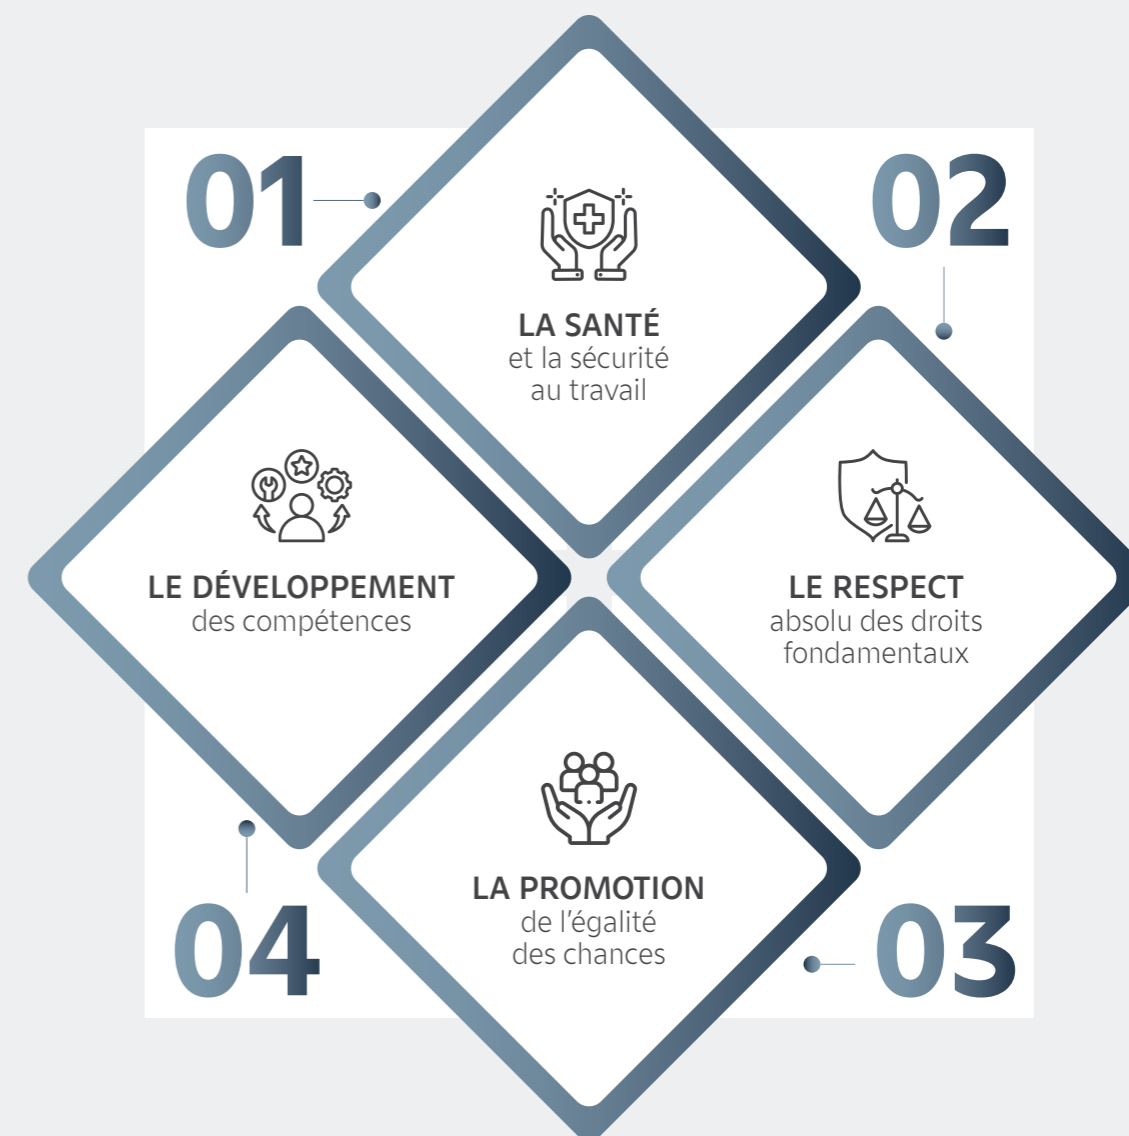 01
LA SANTÉ
et la sécurité
au travail
02
LE RESPECT
absolu des droits
fondamentaux
03
LA PROMOTION
de l'égalité
des chances
04
LE DÉVELOPPEMENT
des compétences